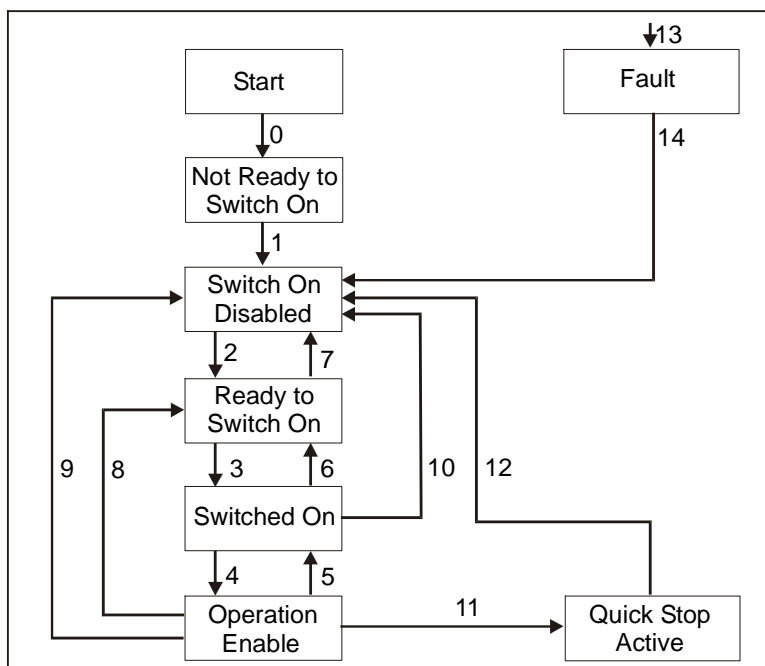 13
Start
Fault
0
14
Not Ready to
Switch On
1
Switch On
Disabled
2
7
Ready to
Switch On
9
8
3
6
10
12
Switched On
4
5
11
Operation
Enable
Quick Stop
Active